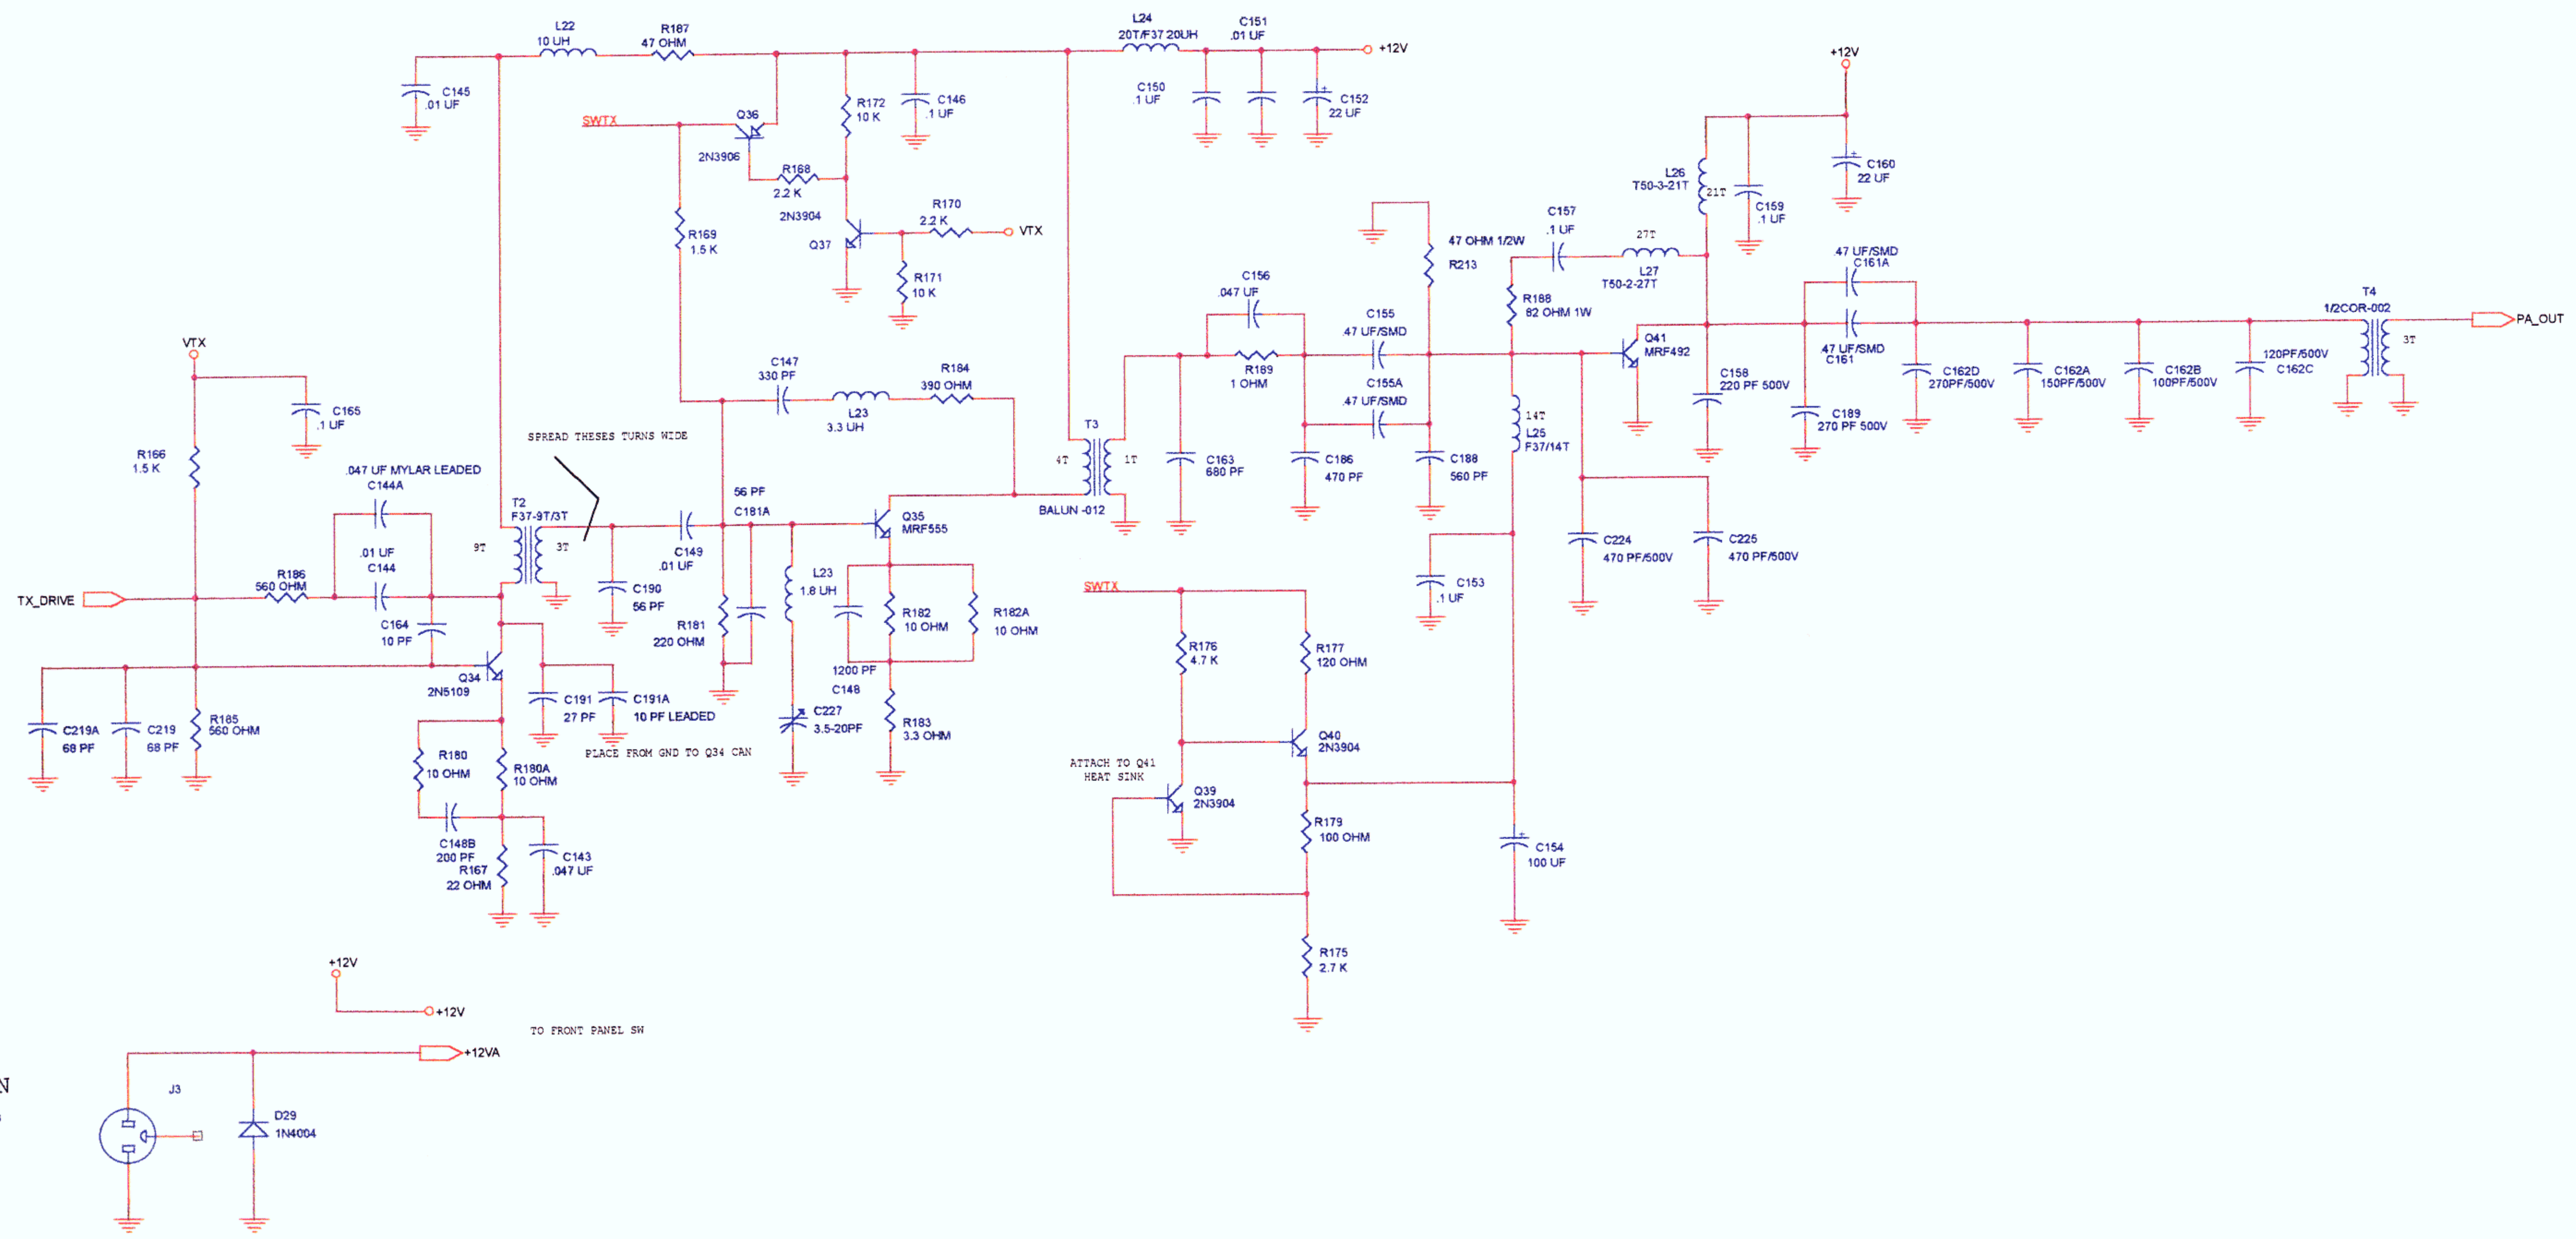 L22
10 UH
R187
47 OHM
L24
20T/F37 20UH
C151
.01 UF
+12V
+12V
C145
.01 UF
SWTX
Q36
2N3906
R172
10 K
C146
.1 UF
C150
.1 UF
C152
22 UF
R168
2.2 K
2N3904
Q37
R170
2.2 K
VTX
R169
1.5 K
R171
10 K
L26
T50-3-21T
21T
C159
.1 UF
C160
22 UF
C157
.1 UF
27T
L27
T50-2-27T
47 OHM 1/2W
R213
R188
82 OHM 1W
C156
.047 UF
C155
.47 UF/SMD
R189
1 OHM
C155A
.47 UF/SMD
Q41
MRF492
.47 UF/SMD
C161A
.47 UF/SMD
C161
T4
1/2COR-002
3T
PA_OUT
C158
220 PF 500V
C189
270 PF 500V
C162D
270PF/500V
C162A
150PF/500V
C162B
100PF/500V
120PF/500V
C162C
VTX
C165
.1 UF
R166
1.5 K
SPREAD THESES TURNS WIDE
C147
330 PF
L23
3.3 UH
R184
390 OHM
T3
4T
1T
BALUN -012
C163
680 PF
C186
470 PF
C188
560 PF
14T
L25
F37/14T
C224
470 PF/500V
C225
470 PF/500V
.047 UF MYLAR LEADED
C144A
.01 UF
C144
R186
560 OHM
TX_DRIVE
T2
F37-9T/3T
9T
3T
56 PF
C181A
C149
.01 UF
Q35
MRF555
C190
56 PF
R181
220 OHM
L23
1.8 UH
R182
10 OHM
R182A
10 OHM
1200 PF
C148
C227
3.5-20PF
R183
3.3 OHM
C164
10 PF
Q34
2N5109
C191
27 PF
C191A
10 PF LEADED
PLACE FROM GND TO Q34 CAN
C219A
68 PF
C219
68 PF
R185
560 OHM
R180
10 OHM
R180A
10 OHM
C148B
200 PF
R167
22 OHM
C143
.047 UF
SWTX
R176
4.7 K
R177
120 OHM
C153
.1 UF
Q40
2N3904
ATTACH TO Q41
HEAT SINK
Q39
2N3904
R179
100 OHM
C154
100 UF
R175
2.7 K
+12V
+12V
TO FRONT PANEL SW
+12VA
J3
D29
1N4004
N